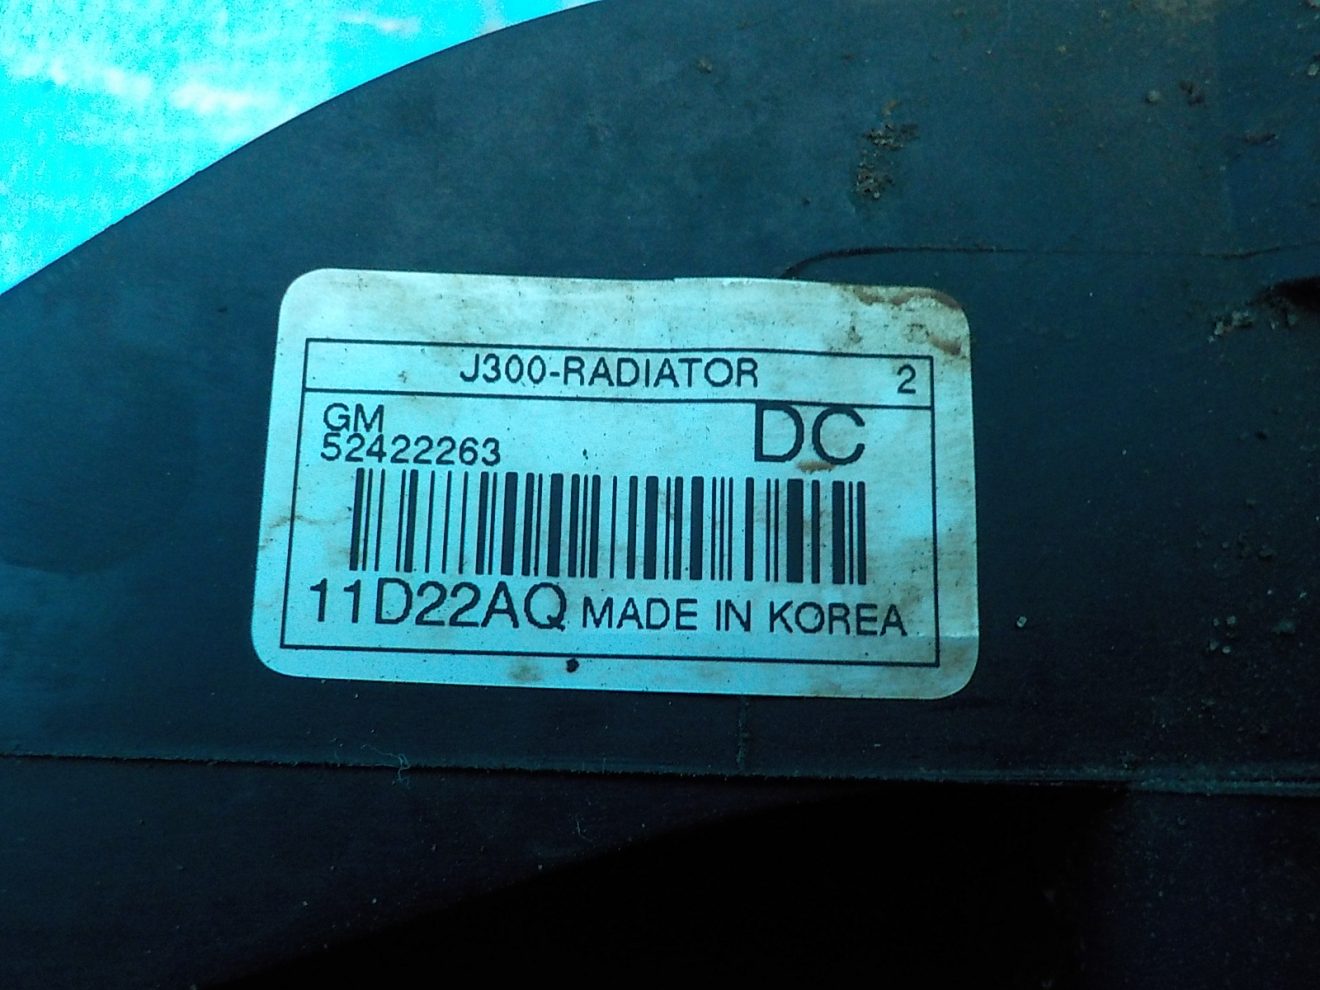 J300-RADIATOR 2
GM DC
52422263
11D22AQ MADE IN KOREA